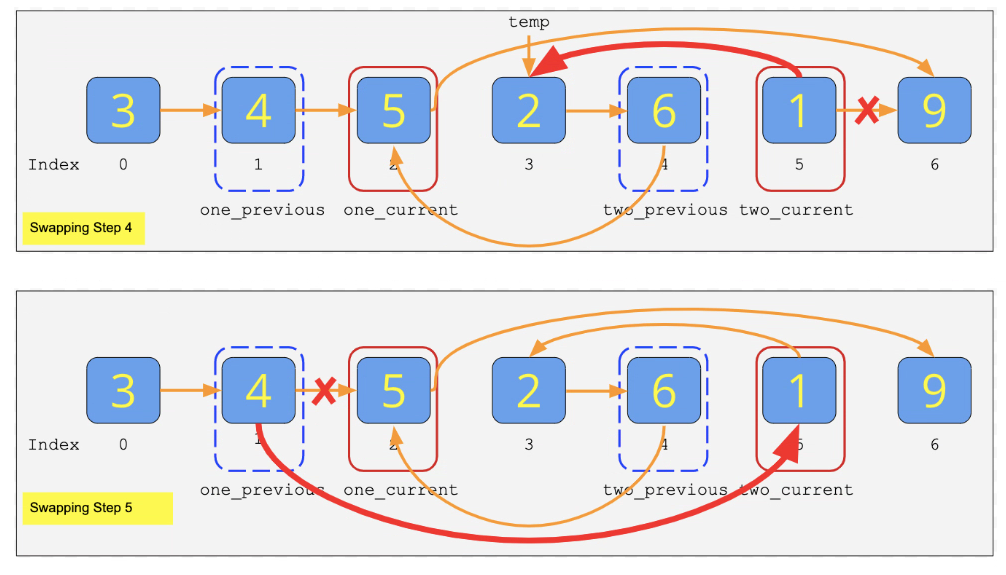 temp
3 4 5 2 6 1 9
Index 0 1 2 3 4 5 6
one_previous one_current two_previous two_current
Swapping Step 4
3 4 5 2 6 1 9
Index 0 1 2 3 4 5 6
one_previous one_current two_previous two_current
Swapping Step 5